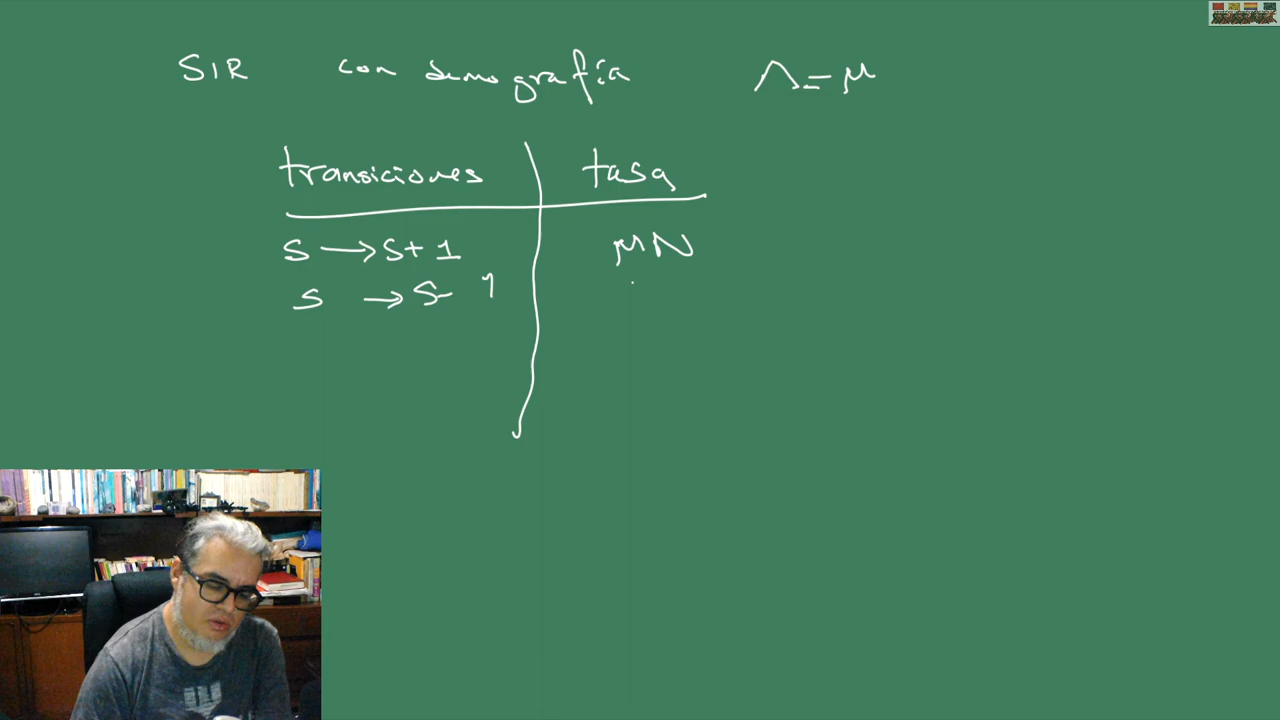 SIR con demografía Λ=μ
transiciones tasa
S → S+1 μN
S → S-1